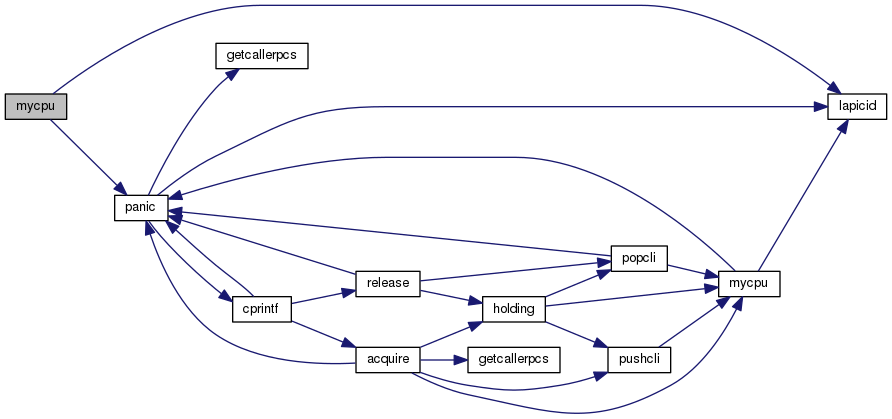 getcallerpcs
mycpu
lapicid
panic
popcli
mycpu
release
cprintf
holding
acquire
getcallerpcs
pushcli